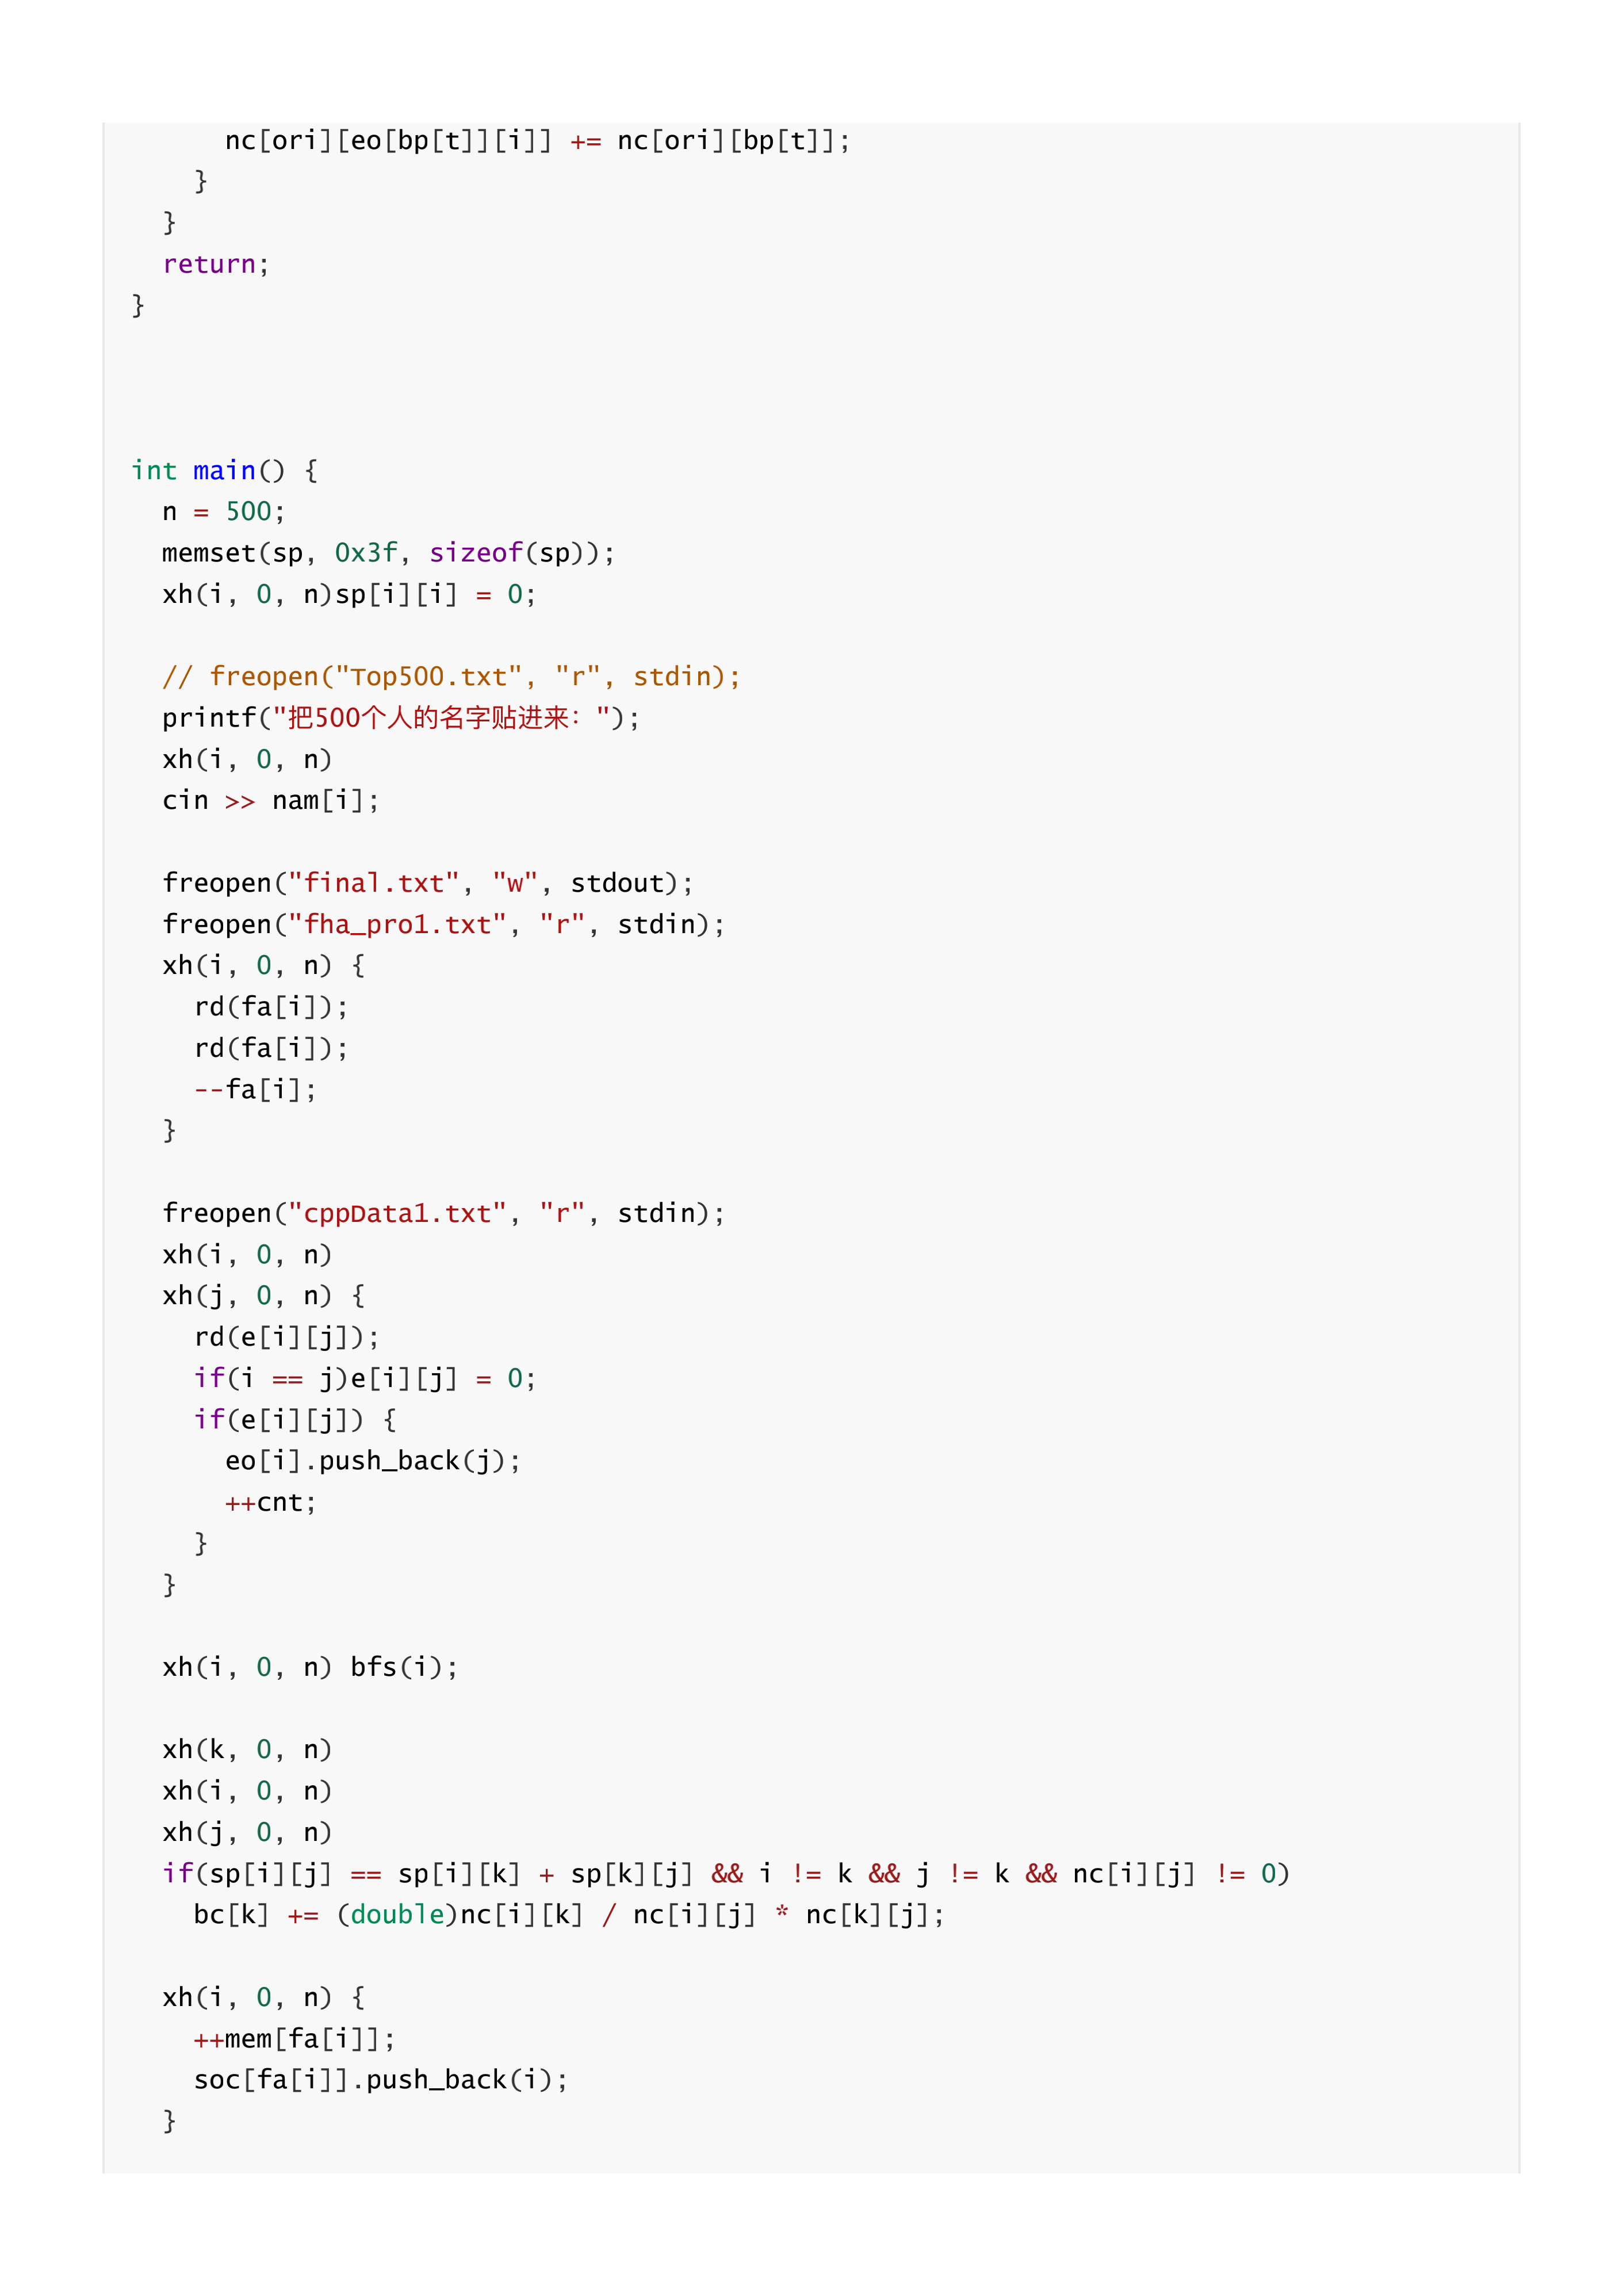 nc[ori][eo[bp[t]][i]] += nc[ori][bp[t]];
    }
  }
  return;
}
int main() {
  n = 500;
  memset(sp, 0x3f, sizeof(sp));
  xh(i, 0, n)sp[i][i] = 0;
  // freopen("Top500.txt", "r", stdin);
  printf("把500个人的名字贴进来：");
  xh(i, 0, n)
  cin >> nam[i];
  freopen("final.txt", "w", stdout);
  freopen("fha_pro1.txt", "r", stdin);
  xh(i, 0, n) {
    rd(fa[i]);
    rd(fa[i]);
    --fa[i];
  }
  freopen("cppData1.txt", "r", stdin);
  xh(i, 0, n)
  xh(j, 0, n) {
    rd(e[i][j]);
    if(i == j)e[i][j] = 0;
    if(e[i][j]) {
      eo[i].push_back(j);
      ++cnt;
    }
  }
  xh(i, 0, n) bfs(i);
  xh(k, 0, n)
  xh(i, 0, n)
  xh(j, 0, n)
  if(sp[i][j] == sp[i][k] + sp[k][j] && i != k && j != k && nc[i][j] != 0)
    bc[k] += (double)nc[i][k] / nc[i][j] * nc[k][j];
  xh(i, 0, n) {
    ++mem[fa[i]];
    soc[fa[i]].push_back(i);
  }